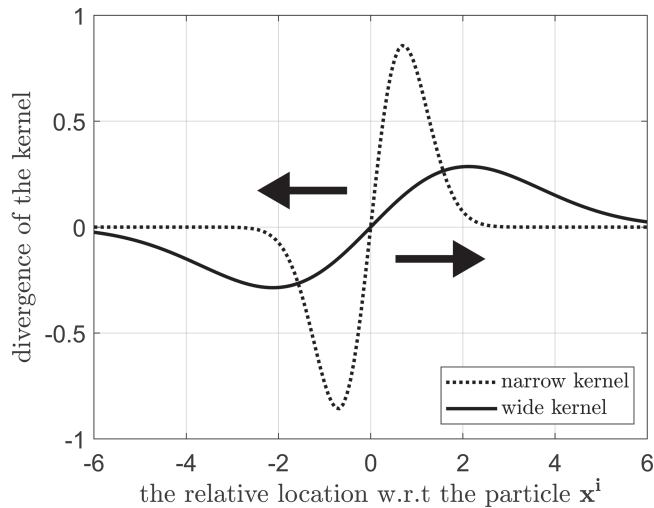 divergence of the kernel
1
0.5
0
-0.5
-1
narrow kernel
wide kernel
-6 -4 -2 0 2 4 6
the relative location w.r.t the particle xⁱ